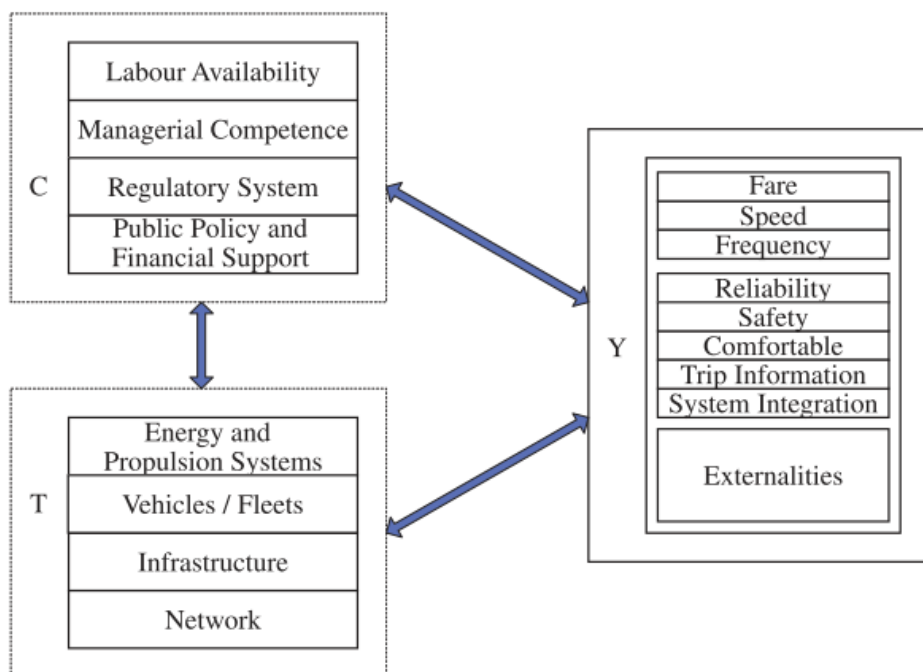 C
Labour Availability
Managerial Competence
Regulatory System
Public Policy and
Financial Support
T
Energy and
Propulsion Systems
Vehicles / Fleets
Infrastructure
Network
Y
Fare
Speed
Frequency
Reliability
Safety
Comfortable
Trip Information
System Integration
Externalities